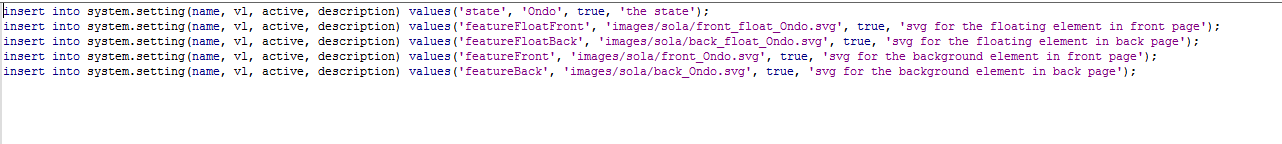 insert into system.setting(name, vl, active, description) values('state', 'Ondo', true, 'the state');
insert into system.setting(name, vl, active, description) values('featureFloatFront', 'images/sola/front_float_Ondo.svg', true, 'svg for the floating element in front page');
insert into system.setting(name, vl, active, description) values('featureFloatBack', 'images/sola/back_float_Ondo.svg', true, 'svg for the floating element in back page');
insert into system.setting(name, vl, active, description) values('featureFront', 'images/sola/front_Ondo.svg', true, 'svg for the background element in front page');
insert into system.setting(name, vl, active, description) values('featureBack', 'images/sola/back_Ondo.svg', true, 'svg for the background element in back page');